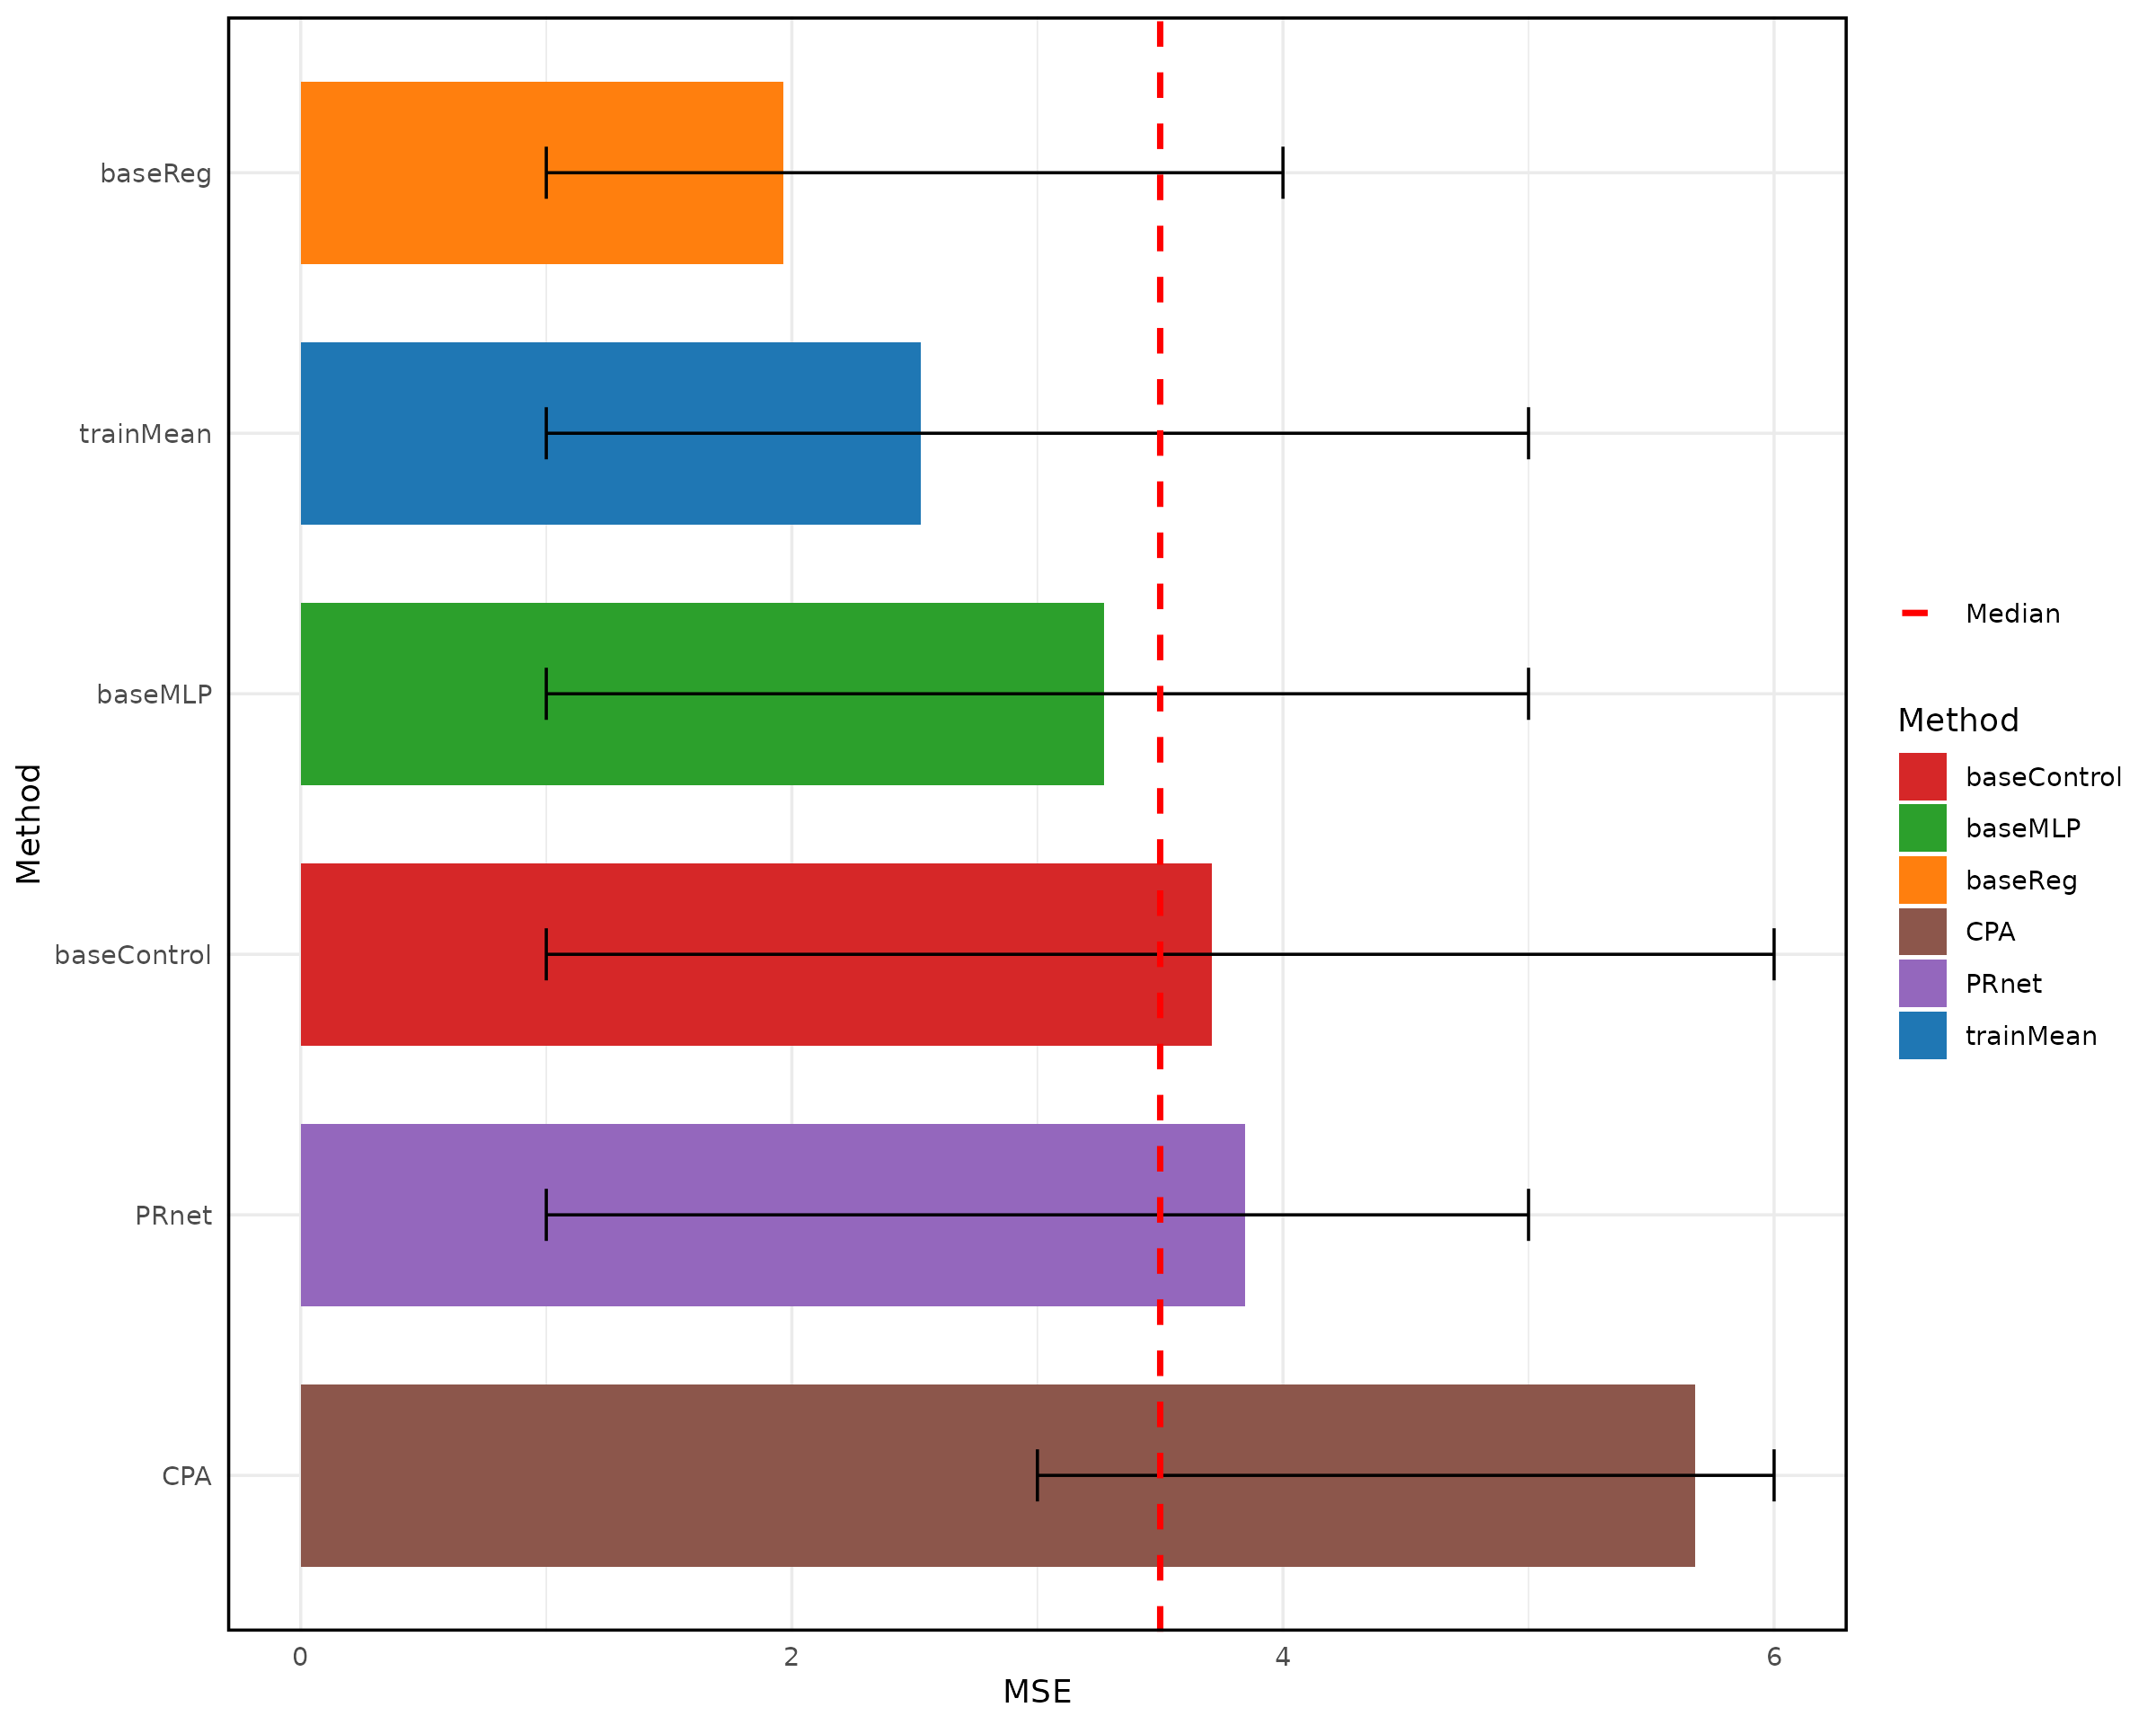 baseReg
trainMean
baseMLP
baseControl
PRnet
CPA
Method
0 2 4 6
MSE
Median
Method
baseControl
baseMLP
baseReg
CPA
PRnet
trainMean